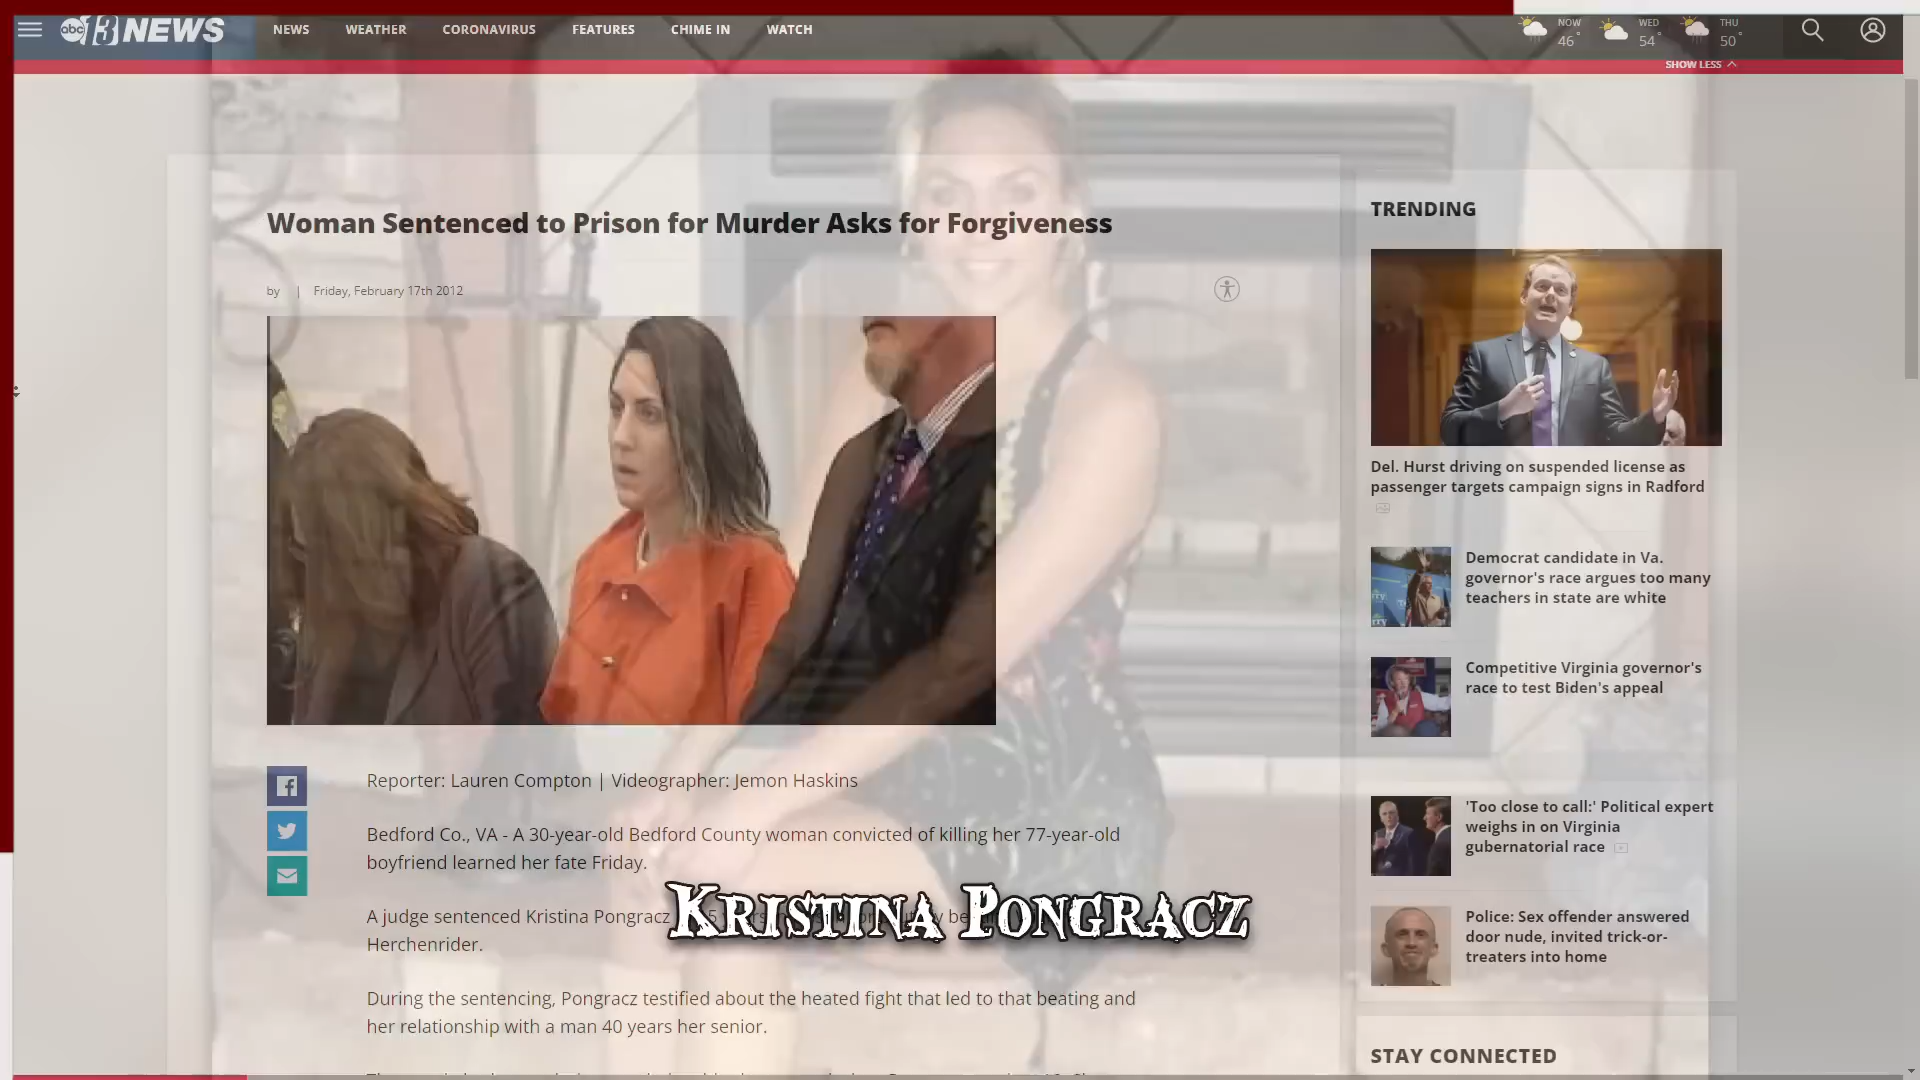 abc 13 NEWS
NEWS WEATHER CORONAVIRUS FEATURES CHIME IN WATCH
NOW 46° WED 54° THU 50°
SHOW LESS
Woman Sentenced to Prison for Murder Asks for Forgiveness
by | Friday, February 17th 2012
Reporter: Lauren Compton | Videographer: Jemon Haskins
Bedford Co., VA - A 30-year-old Bedford County woman convicted of killing her 77-year-old
boyfriend learned her fate Friday.
A judge sentenced Kristina Pongracz
Herchenrider.
During the sentencing, Pongracz testified about the heated fight that led to that beating and
her relationship with a man 40 years her senior.
Kristina Pongracz
TRENDING
Del. Hurst driving on suspended license as
passenger targets campaign signs in Radford
Democrat candidate in Va.
governor's race argues too many
teachers in state are white
Competitive Virginia governor's
race to test Biden's appeal
'Too close to call:' Political expert
weighs in on Virginia
gubernatorial race
Police: Sex offender answered
door nude, invited trick-or-
treaters into home
STAY CONNECTED